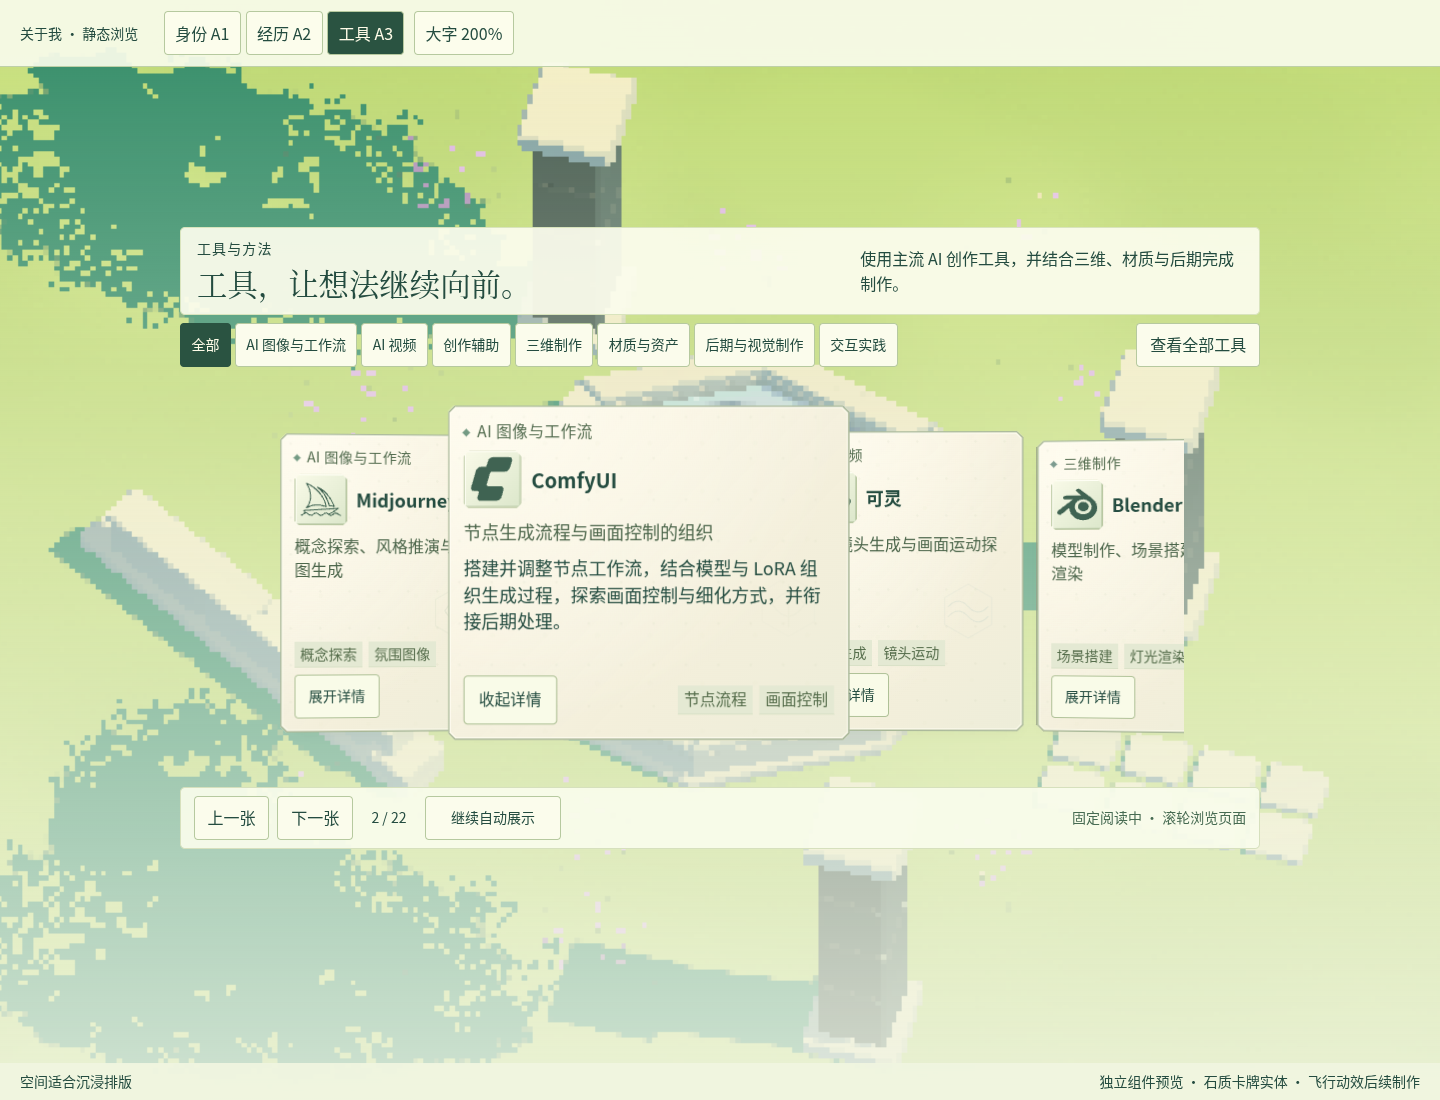 关于我 · 静态浏览
身份 A1
经历 A2
工具 A3
大字 200%
工具与方法
工具，让想法继续向前。
使用主流 AI 创作工具，并结合三维、材质与后期完成
制作。
全部
AI 图像与工作流
AI 视频
创作辅助
三维制作
材质与资产
后期与视觉制作
交互实践
查看全部工具
AI 图像与工作流
Midjourne
概念探索、风格推演与
图生成
概念探索
氛围图像
展开详情
AI 图像与工作流
ComfyUI
节点生成流程与画面控制的组织
搭建并调整节点工作流，结合模型与 LoRA 组
织生成过程，探索画面控制与细化方式，并衔
接后期处理。
收起详情
节点流程
画面控制
频
可灵
镜头生成与画面运动探
生成
镜头运动
详情
三维制作
Blender
模型制作、场景搭建
渲染
场景搭建
灯光渲染
展开详情
上一张
下一张
2 / 22
继续自动展示
固定阅读中 · 滚轮浏览页面
空间适合沉浸排版
独立组件预览 · 石质卡牌实体 · 飞行动效后续制作